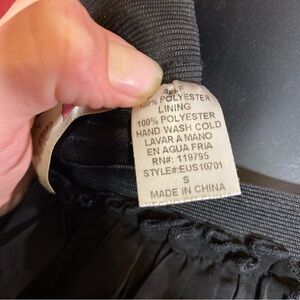 SELF
100% POLYESTER
LINING
100% POLYESTER
HAND WASH COLD
LAVAR A MANO
EN AGUA FRIA
RN#: 119795
STYLE#:EUS10701
S
MADE IN CHINA